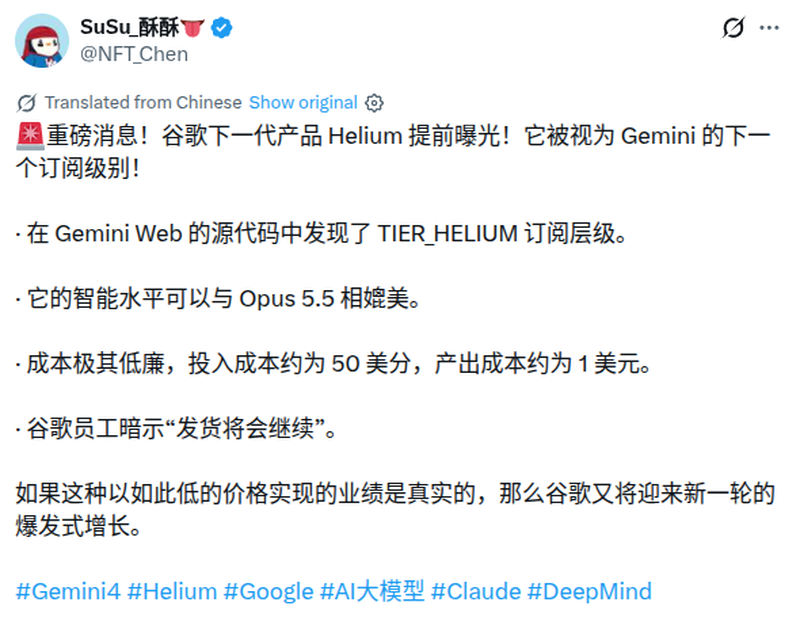 SuSu_酥酥👅
@NFT_Chen
Translated from Chinese Show original
🚨重磅消息！谷歌下一代产品 Helium 提前曝光！它被视为 Gemini 的下一
个订阅级别！
· 在 Gemini Web 的源代码中发现了 TIER_HELIUM 订阅层级。
· 它的智能水平可以与 Opus 5.5 相媲美。
· 成本极其低廉，投入成本约为 50 美分，产出成本约为 1 美元。
· 谷歌员工暗示“发货将会继续”。
如果这种以如此低的价格实现的业绩是真实的，那么谷歌又将迎来新一轮的
爆发式增长。
#Gemini4 #Helium #Google #AI大模型 #Claude #DeepMind